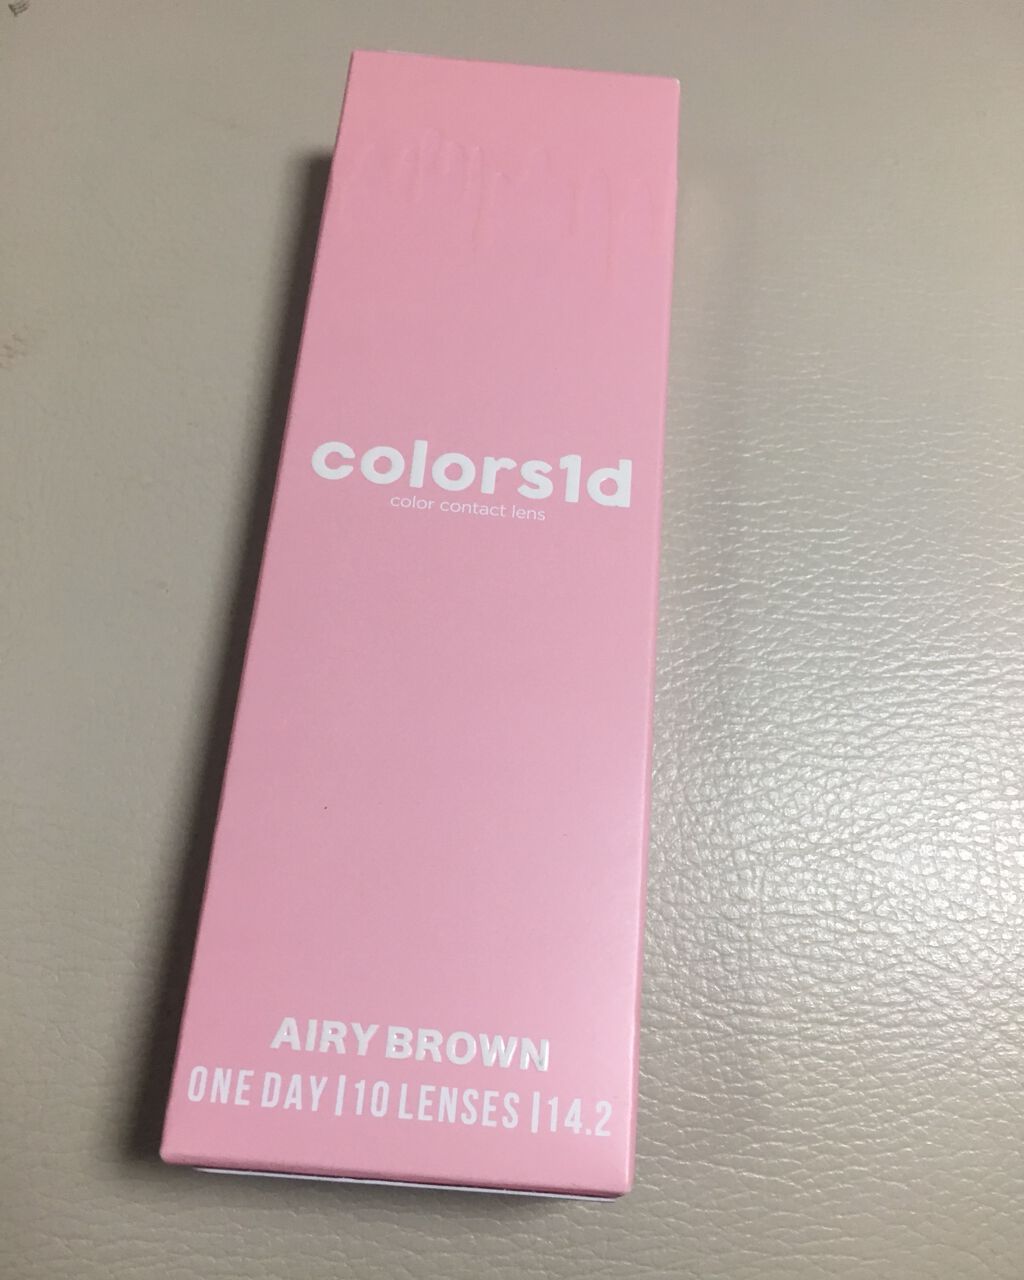 colors1d
color contact lens
AIRY BROWN
ONE DAY | 10 LENSES | 14.2